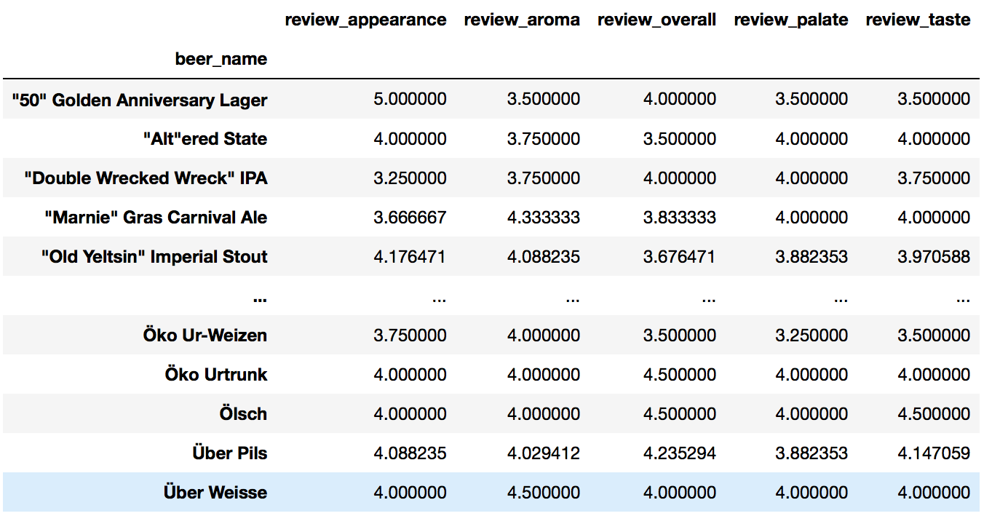 review_appearance review_aroma review_overall review_palate review_taste
beer_name
"50" Golden Anniversary Lager 5.000000 3.500000 4.000000 3.500000 3.500000
"Alt"ered State 4.000000 3.750000 3.500000 4.000000 4.000000
"Double Wrecked Wreck" IPA 3.250000 3.750000 4.000000 4.000000 3.750000
"Marnie" Gras Carnival Ale 3.666667 4.333333 3.833333 4.000000 4.000000
"Old Yeltsin" Imperial Stout 4.176471 4.088235 3.676471 3.882353 3.970588
... ... ... ... ... ...
Öko Ur-Weizen 3.750000 4.000000 3.500000 3.250000 3.500000
Öko Urtrunk 4.000000 4.000000 4.500000 4.000000 4.000000
Ölsch 4.000000 4.000000 4.500000 4.000000 4.500000
Über Pils 4.088235 4.029412 4.235294 3.882353 4.147059
Über Weisse 4.000000 4.500000 4.000000 4.000000 4.000000